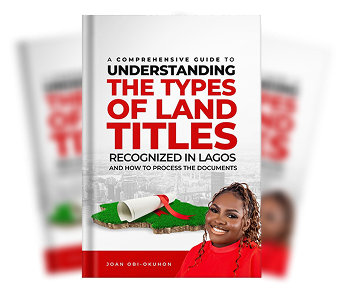 A COMPREHENSIVE GUIDE TO
UNDERSTANDING
THE TYPES
OF LAND
TITLES
RECOGNIZED IN LAGOS
AND HOW TO PROCESS THE DOCUMENTS
JOAN OBI-OKUHON